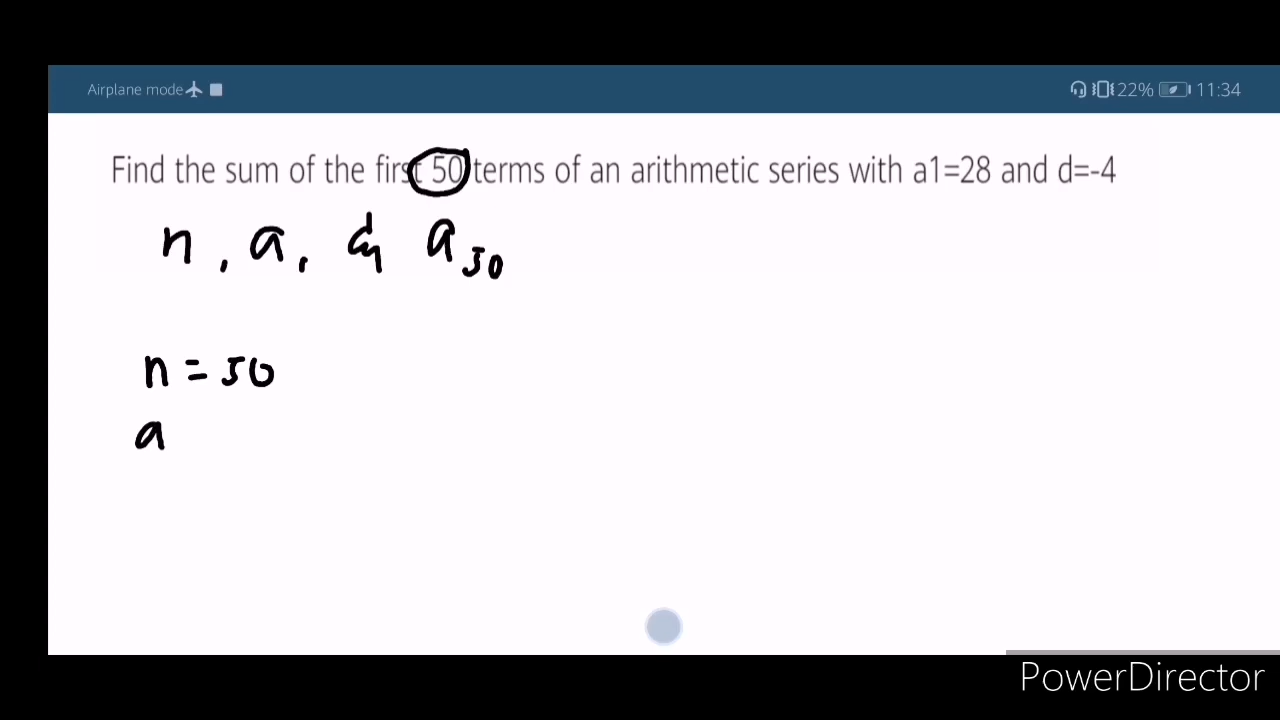 Airplane mode 22% 11:34
Find the sum of the first 50 terms of an arithmetic series with a1=28 and d=-4
n, a, & a50
n = 50
a
PowerDirector